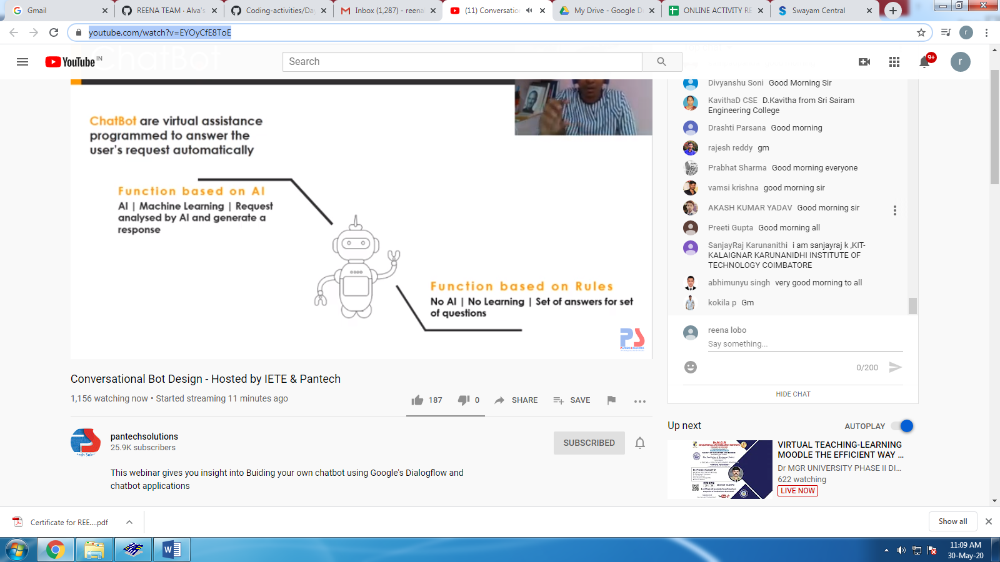 Gmail
REENA TEAM - Alva's
Coding-activities/Day
Inbox (1,287) - reena
(11) Conversation
My Drive - Google D
ONLINE ACTIVITY RE
Swayam Central
youtube.com/watch?v=EYOyCfE8ToE
r
YouTube IN
ChatBot
Search
9+
r
ChatBot are virtual assistance
programmed to answer the
user's request automatically
Function based on AI
AI | Machine Learning | Request
analysed by AI and generate a
response
Function based on Rules
No AI | No Learning | Set of answers for set
of questions
PS
Divyanshu Soni Good Morning Sir
KavithaD CSE D.Kavitha from Sri Sairam
Engineering College
Drashti Parsana Good morning
rajesh reddy gm
Prabhat Sharma Good morning everyone
vamsi krishna good morning sir
AKASH KUMAR YADAV Good morning sir
Preeti Gupta Good morning all
SanjayRaj Karunanithi i am sanjayraj k ,KIT-
KALAIGNAR KARUNANIDHI INSTITUTE OF
TECHNOLOGY COIMBATORE
abhimunyu singh very good morning to all
kokila p Gm
reena lobo
Say something...
0/200
HIDE CHAT
Conversational Bot Design - Hosted by IETE & Pantech
1,156 watching now • Started streaming 11 minutes ago
187
0
SHARE
SAVE
pantechsolutions
25.9K subscribers
SUBSCRIBED
This webinar gives you insight into Buiding your own chatbot using Google's Dialogflow and
chatbot applications
Up next
AUTOPLAY
VIRTUAL TEACHING-LEARNING
MOODLE THE EFFICIENT WAY ...
Dr MGR UNIVERSITY PHASE II DI...
622 watching
LIVE NOW
Certificate for REE....pdf
Show all
11:09 AM
30-May-20